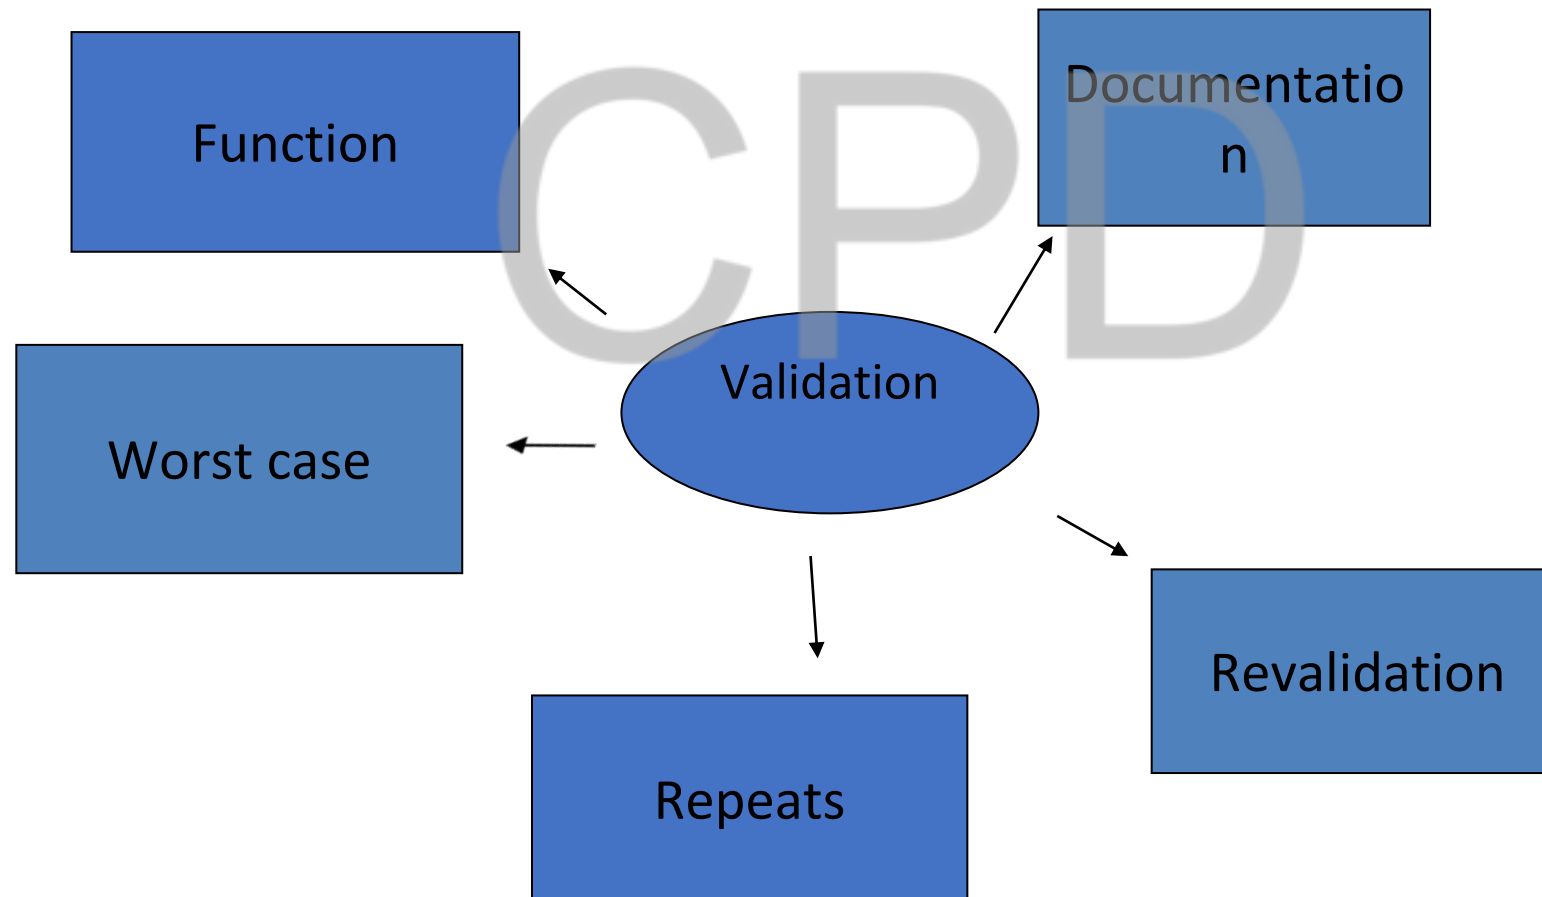 Function
Documentatio
n
CPD
Validation
Worst case
Revalidation
Repeats